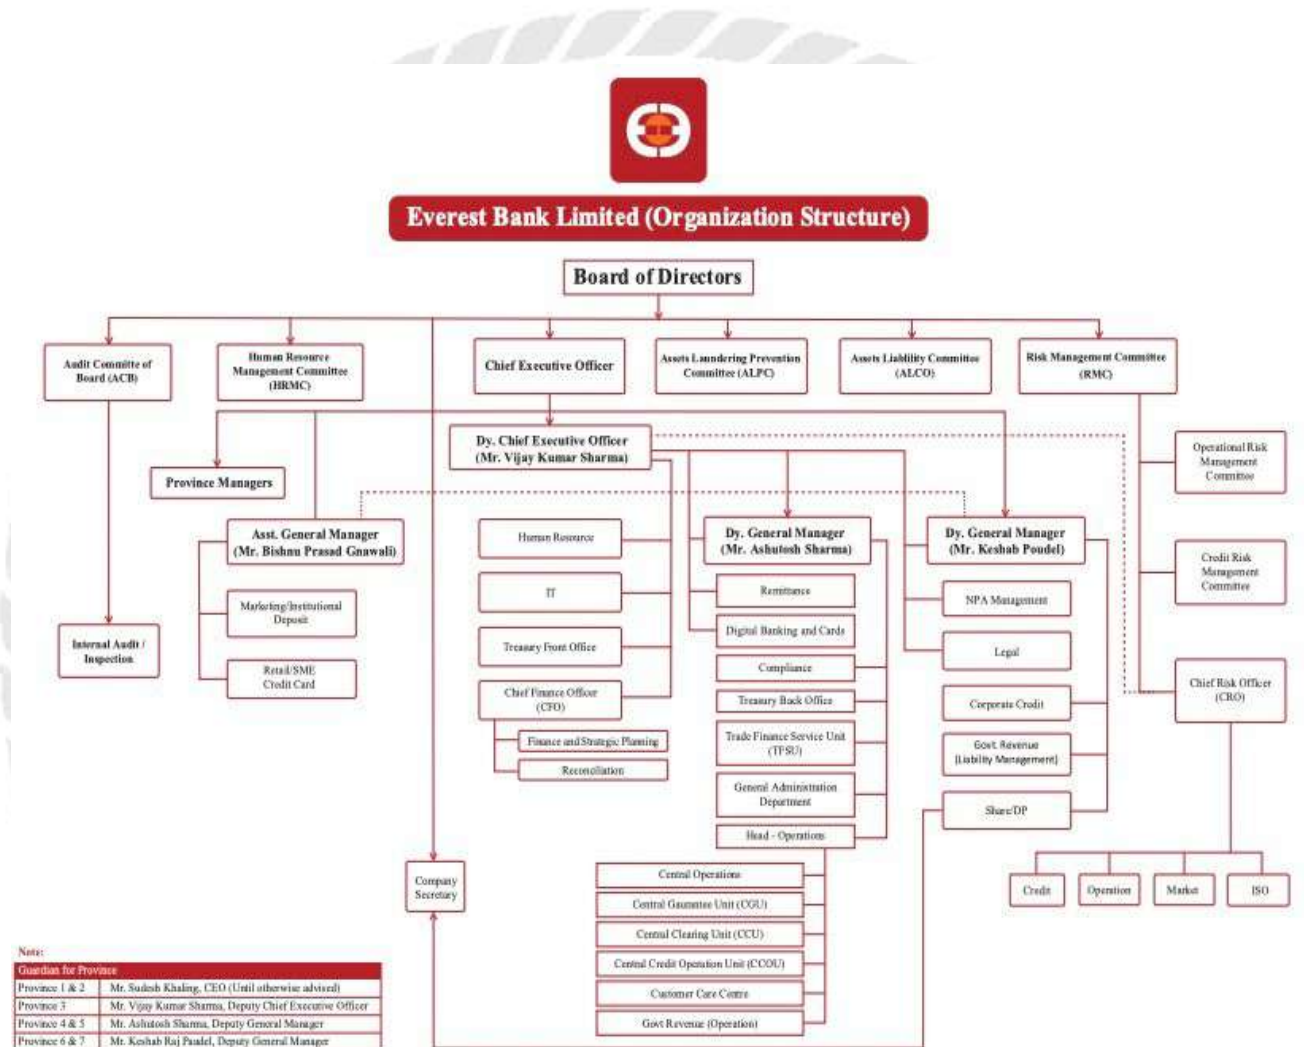 Everest Bank Limited (Organization Structure)
Board of Directors
Audit Committe of
Board (ACB)
Human Resource
Management Committee
(HRMC)
Chief Executive Officer
Assets Laundering Prevention
Committee (ALPC)
Assets Liability Committee
(ALCO)
Risk Management Committee
(RMC)
Dy. Chief Executive Officer
(Mr. Vijay Kumar Sharma)
Operational Risk
Management
Committee
Province Managers
Asst. General Manager
(Mr. Bishnu Prasad Gnawali)
Human Resource
Dy. General Manager
(Mr. Ashutosh Sharma)
Dy. General Manager
(Mr. Keshab Poudel)
Credit Risk
Management
Committee
Marketing/Institutional
Deposit
IT
Remittance
NPA Management
Internal Audit /
Inspection
Treasury Front Office
Digital Banking and Cards
Legal
Retail/SME
Credit Card
Compliance
Chief Finance Officer
(CFO)
Treasury Back Office
Corporate Credit
Chief Risk Officer
(CRO)
Finance and Strategic Planning
Trade Finance Service Unit
(TFSU)
Govt. Revenue
(Liability Management)
Reconciliation
General Administration
Department
Share/DP
Head - Operations
Company
Secretary
Central Operations
Credit
Operation
Market
ISO
Central Gaurantee Unit (CGU)
Central Clearing Unit (CCU)
Central Credit Operation Unit (CCOU)
Customer Care Centre
Govt Revenue (Operation)
Note:
Guardian for Province
Province 1 & 2 Mr. Sudesh Khaling, CEO (Until otherwise advised)
Province 3 Mr. Vijay Kumar Sharma, Deputy Chief Executive Officer
Province 4 & 5 Mr. Ashutosh Sharma, Deputy General Manager
Province 6 & 7 Mr. Keshab Raj Paudel, Deputy General Manager